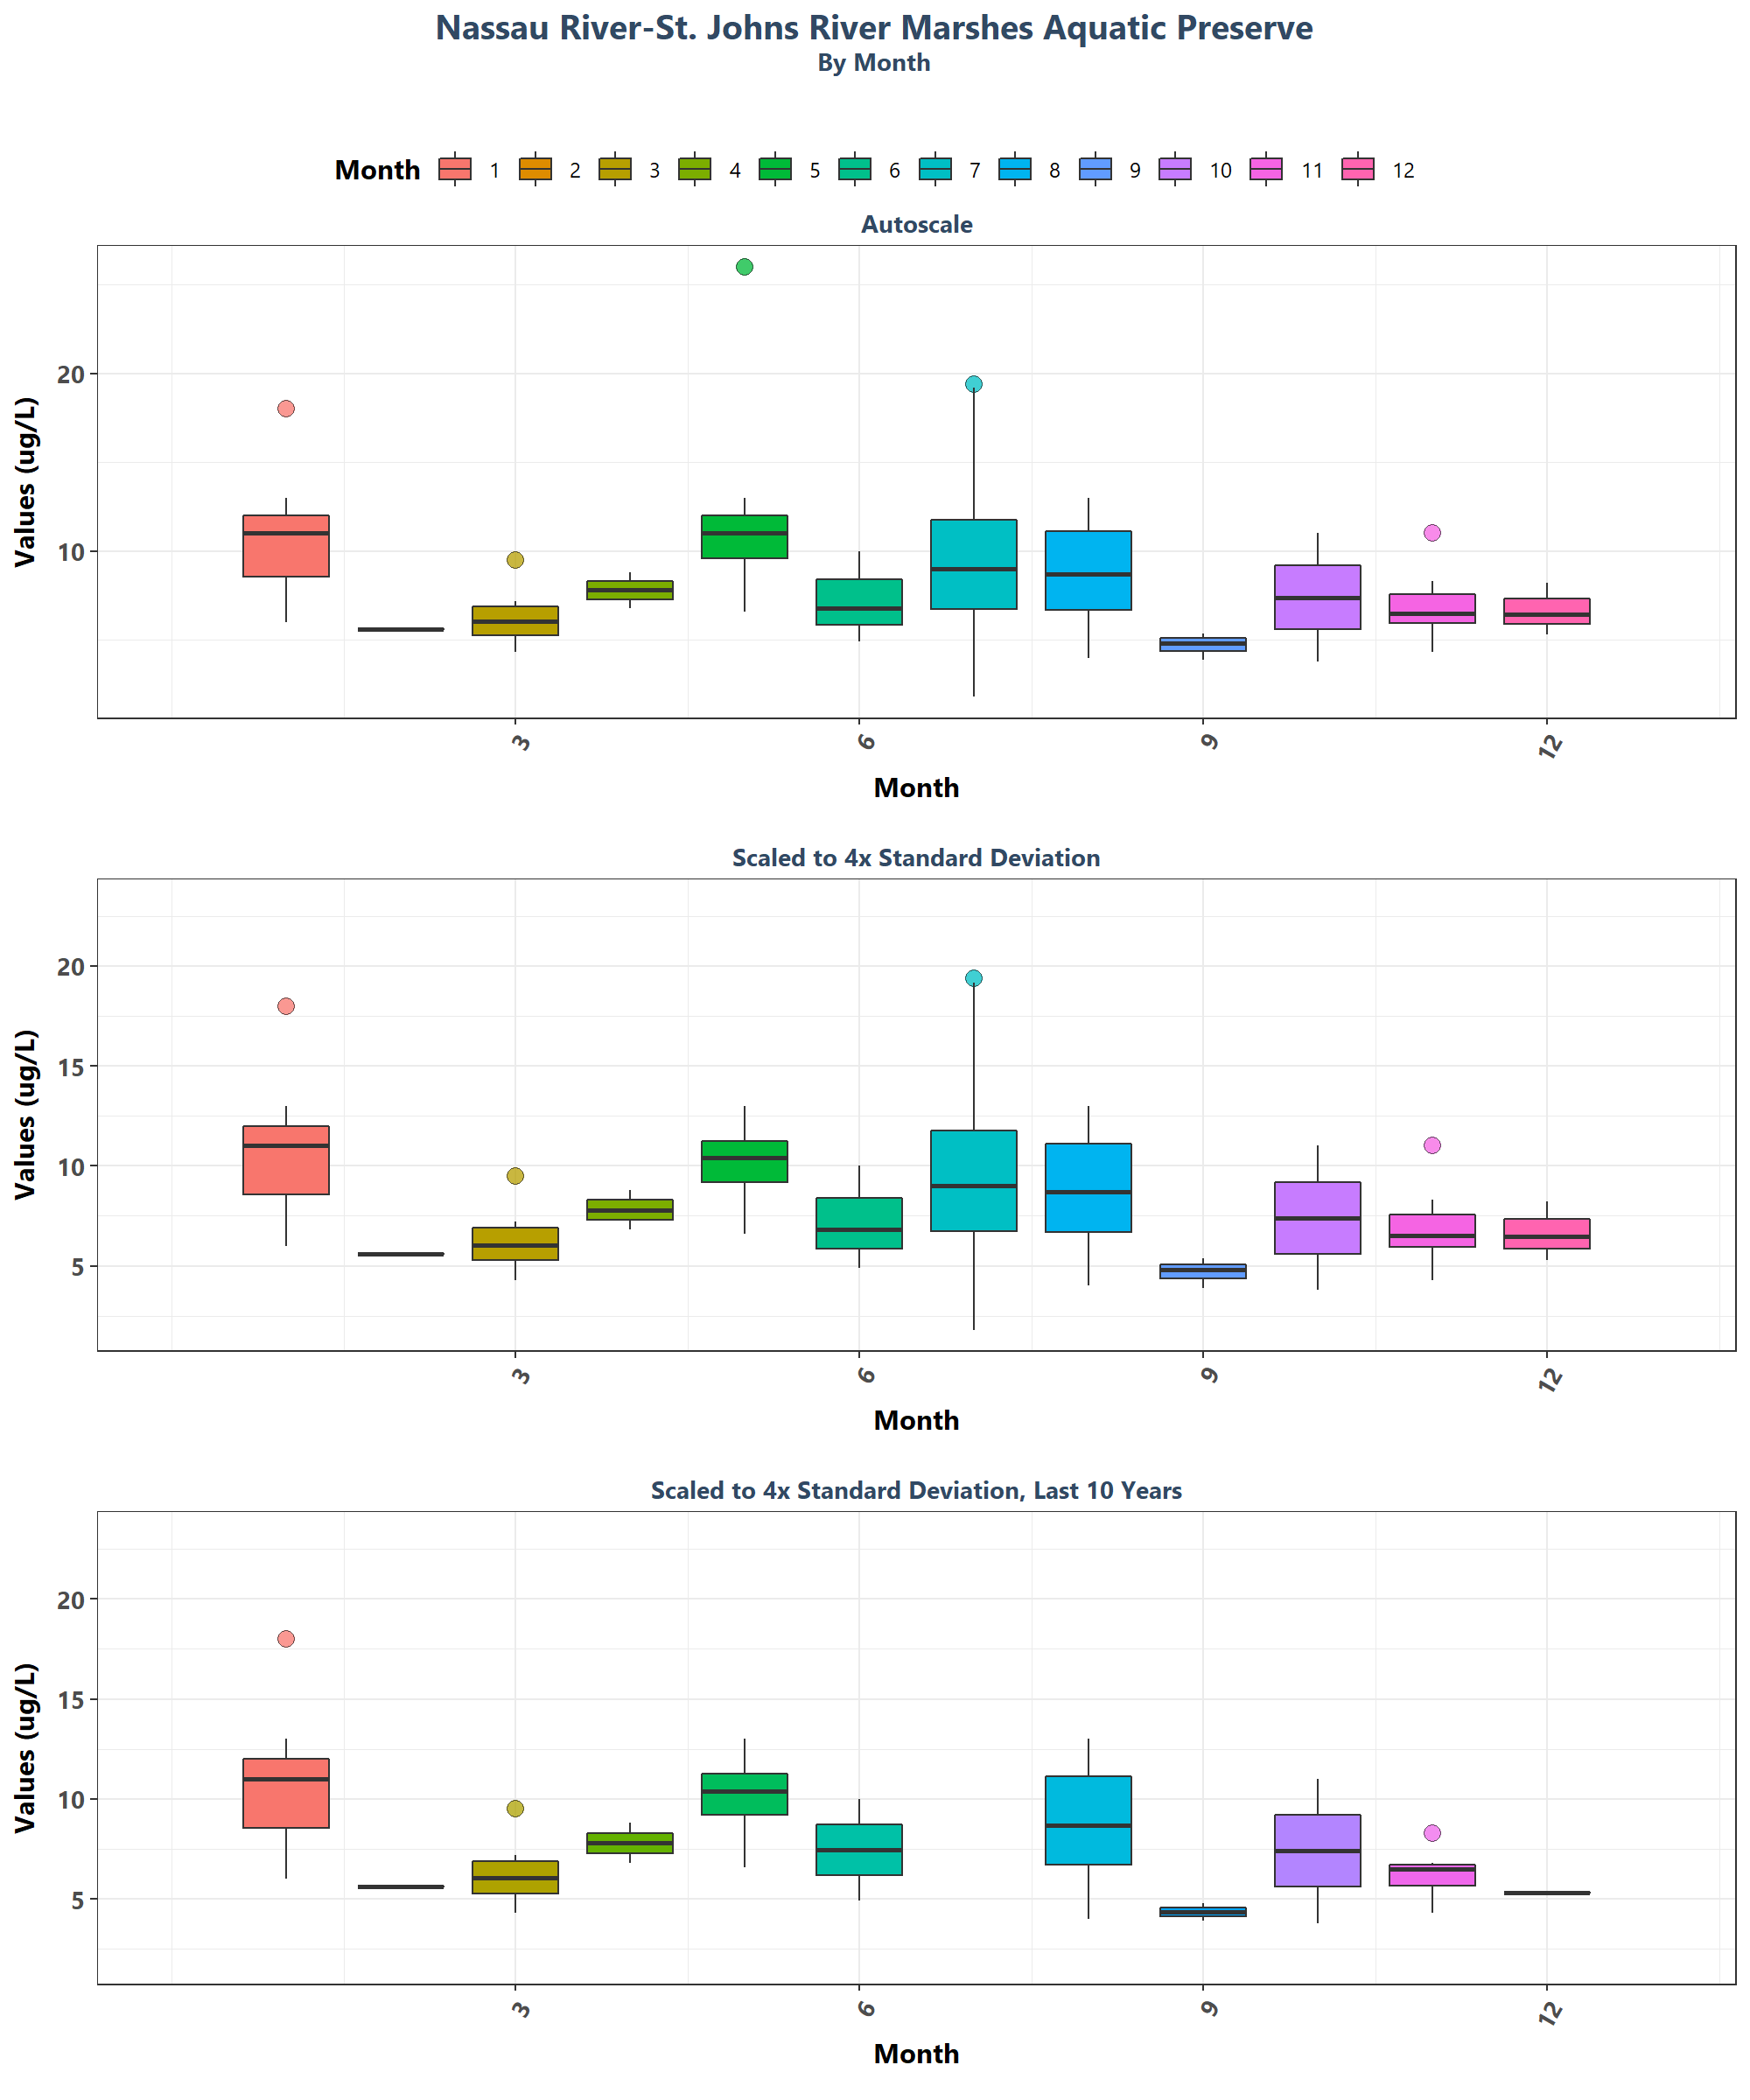 Nassau River-St. Johns River Marshes Aquatic Preserve
By Month
Month 1 2 3 4 5 6 7 8 9 10 11 12
Autoscale
Values (ug/L)
20
10
3 6 9 12
Month
Scaled to 4x Standard Deviation
Values (ug/L)
20
15
10
5
3 6 9 12
Month
Scaled to 4x Standard Deviation, Last 10 Years
Values (ug/L)
20
15
10
5
3 6 9 12
Month